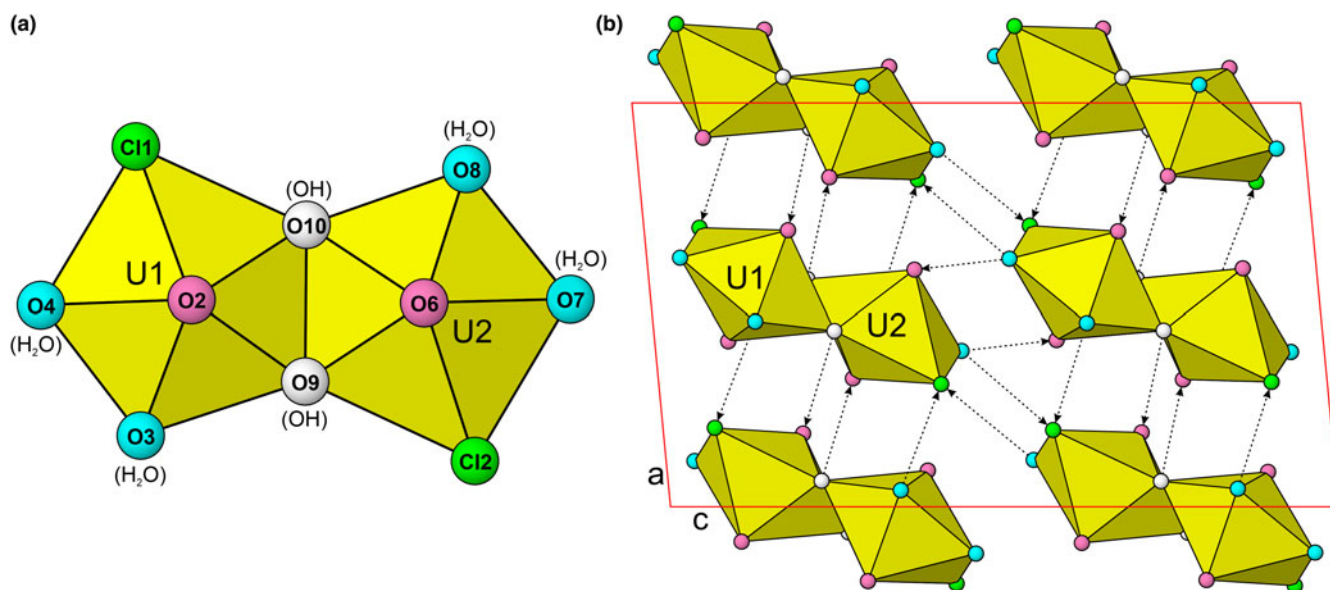 (a)
(b)
Cl1
(H₂O)
O8
(OH)
O10
U1
(H₂O)
O4
O2
O6
O7
(H₂O)
U2
O9
(OH)
O3
(H₂O)
Cl2
U1
U2
a
c